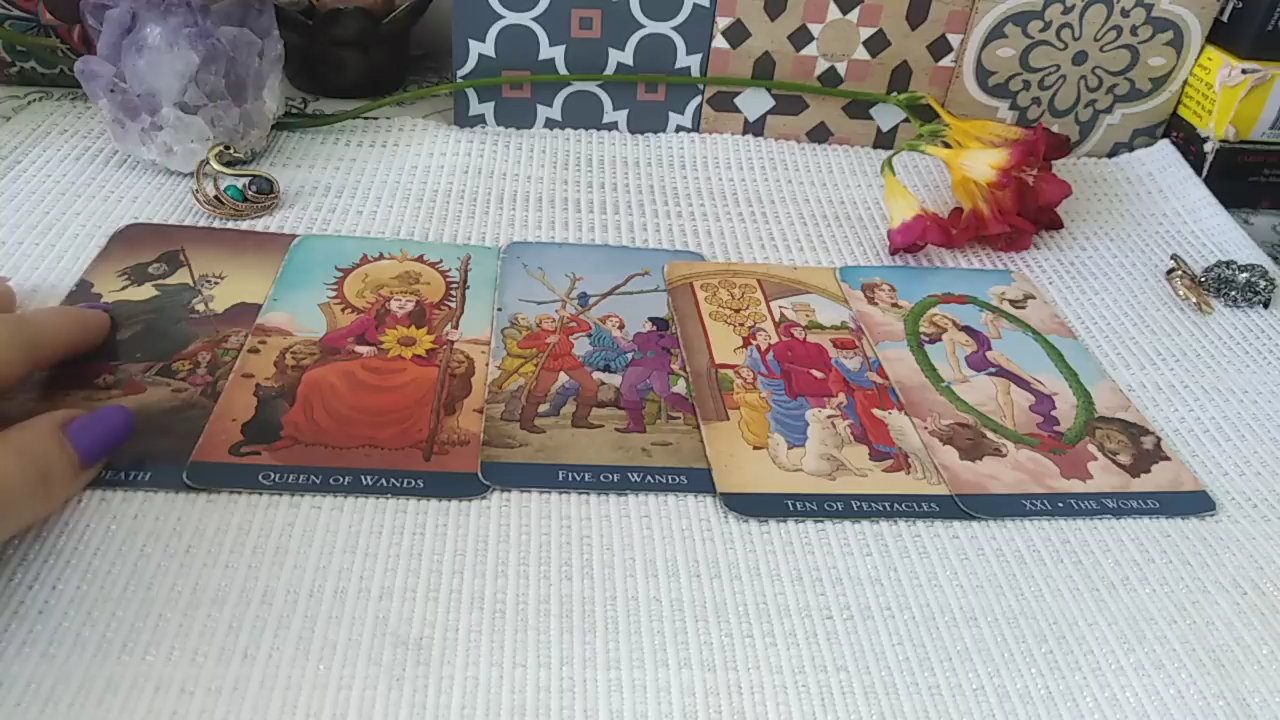 DEATH
QUEEN OF WANDS
FIVE OF WANDS
TEN OF PENTACLES
XXI • THE WORLD